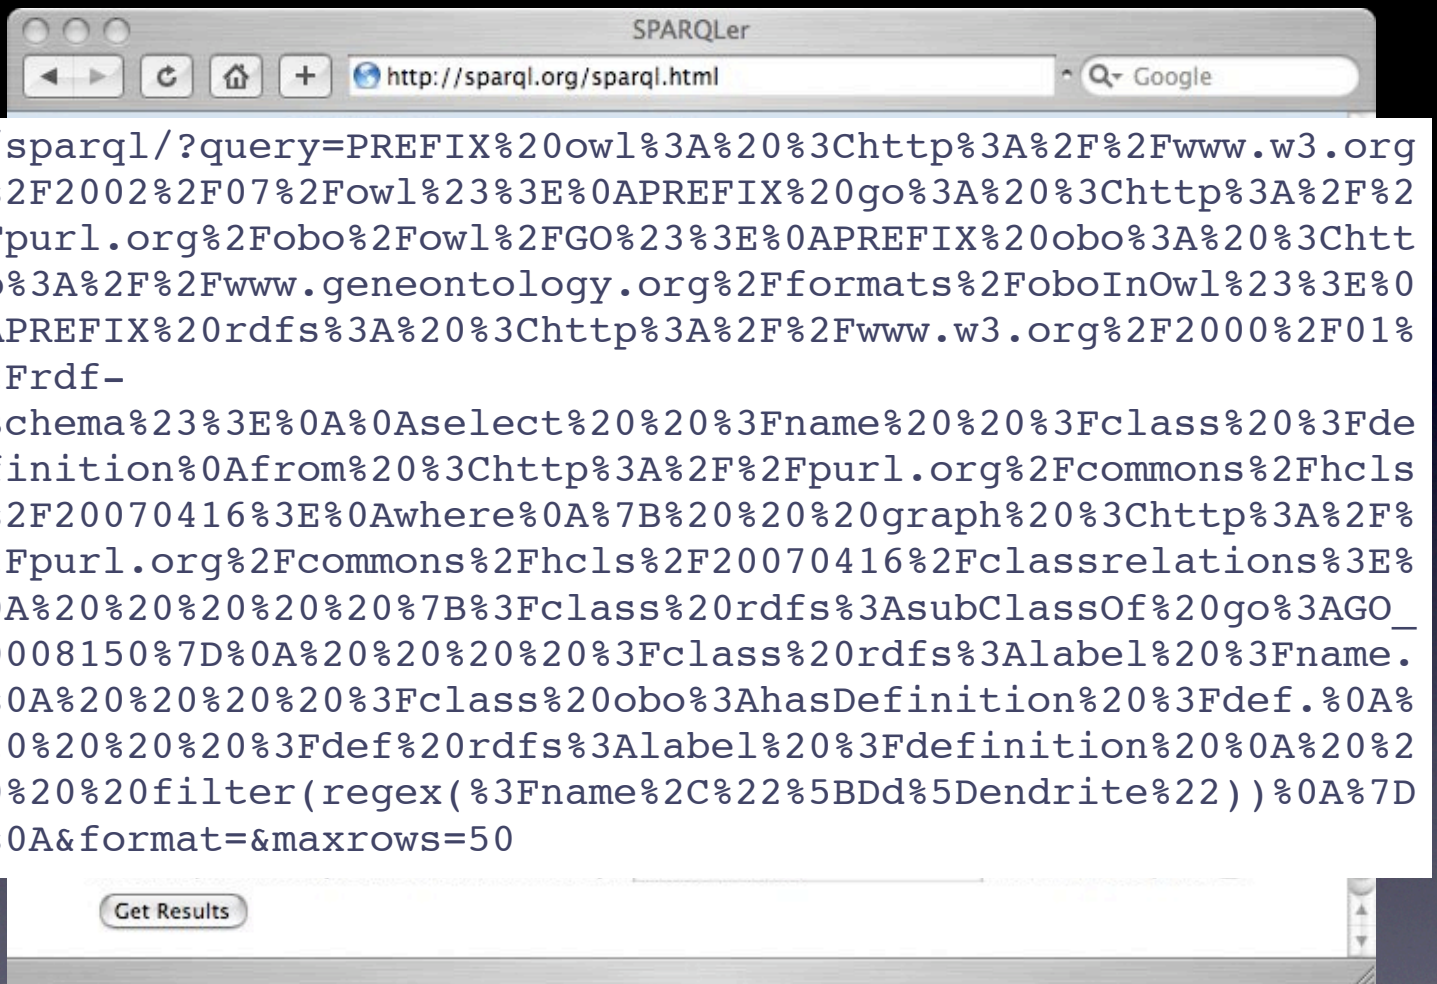 SPARQLer
http://sparql.org/sparql.html
Google
sparql/?query=PREFIX%20owl%3A%20%3Chttp%3A%2F%2Fwww.w3.org
2F2002%2F07%2Fowl%23%3E%0APREFIX%20go%3A%20%3Chttp%3A%2F%2
purl.org%2Fobo%2Fowl%2FGO%23%3E%0APREFIX%20obo%3A%20%3Chtt
%3A%2F%2Fwww.geneontology.org%2Fformats%2FoboInOwl%23%3E%0
PREFIX%20rdfs%3A%20%3Chttp%3A%2F%2Fwww.w3.org%2F2000%2F01%
Frdf-
chema%23%3E%0A%0Aselect%20%20%3Fname%20%20%3Fclass%20%3Fde
inition%0Afrom%20%3Chttp%3A%2F%2Fpurl.org%2Fcommons%2Fhcls
2F20070416%3E%0Awhere%0A%7B%20%20%20graph%20%3Chttp%3A%2F%
Fpurl.org%2Fcommons%2Fhcls%2F20070416%2Fclassrelations%3E%
A%20%20%20%20%20%7B%3Fclass%20rdfs%3AsubClassOf%20go%3AGO_
008150%7D%0A%20%20%20%20%3Fclass%20rdfs%3Alabel%20%3Fname.
0A%20%20%20%20%3Fclass%20obo%3AhasDefinition%20%3Fdef.%0A%
0%20%20%20%3Fdef%20rdfs%3Alabel%20%3Fdefinition%20%0A%20%2
%20%20filter(regex(%3Fname%2C%22%5BDd%5Dendrite%22))%0A%7D
0A&format=&maxrows=50
Get Results